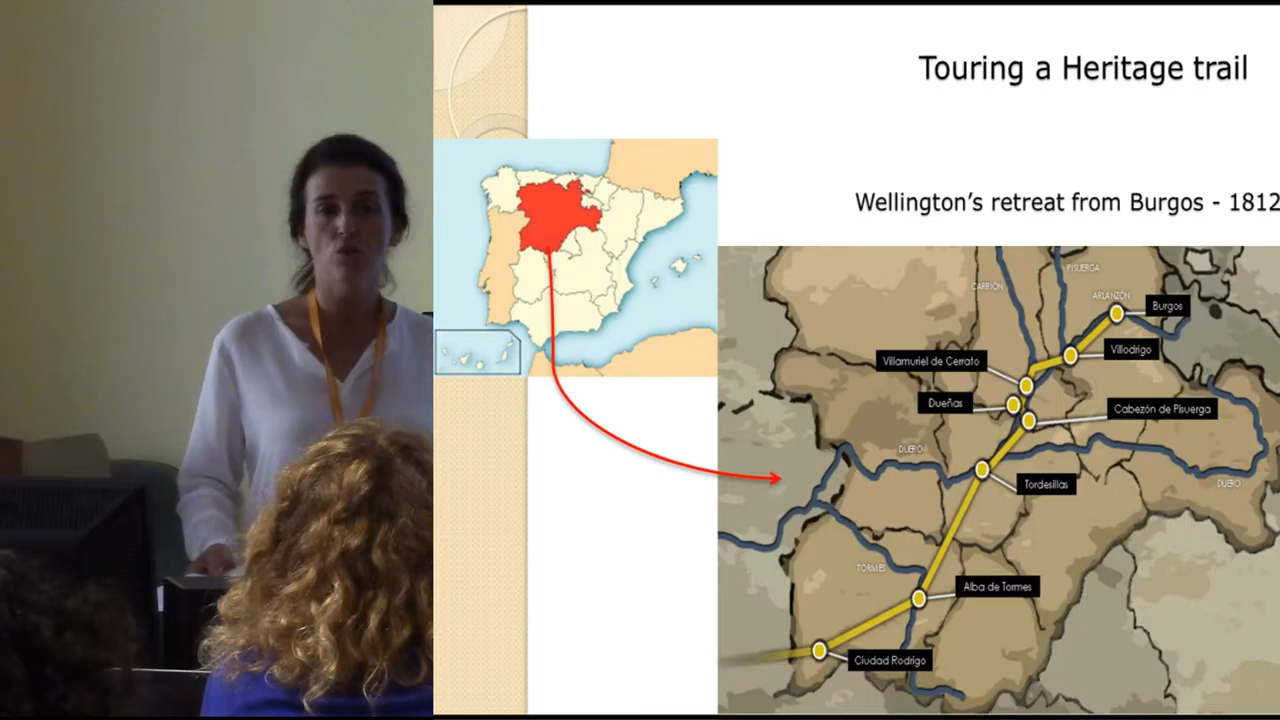 Touring a Heritage trail
Wellington's retreat from Burgos - 1812
PISUERGA
CARRIÓN
ARLANZÓN
Burgos
Villodrigo
Villamuriel de Cerrato
Dueñas
Cabezón de Pisuerga
DUERO
Tordesillas
DUERO
TORMES
Alba de Tormes
Ciudad Rodrigo